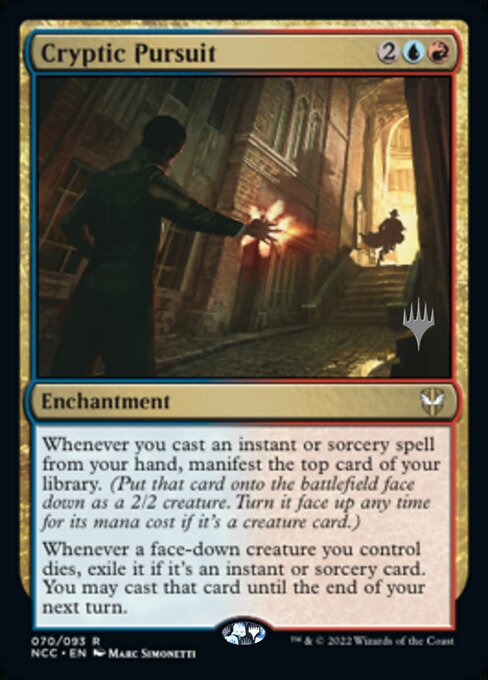 Cryptic Pursuit 2
Enchantment
Whenever you cast an instant or sorcery spell
from your hand, manifest the top card of your
library. (Put that card onto the battlefield face
down as a 2/2 creature. Turn it face up any time
for its mana cost if it's a creature card.)
Whenever a face-down creature you control
dies, exile it if it's an instant or sorcery card.
You may cast that card until the end of your
next turn.
070/093 R
NCC • EN Marc Simonetti
™ & © 2022 Wizards of the Coast